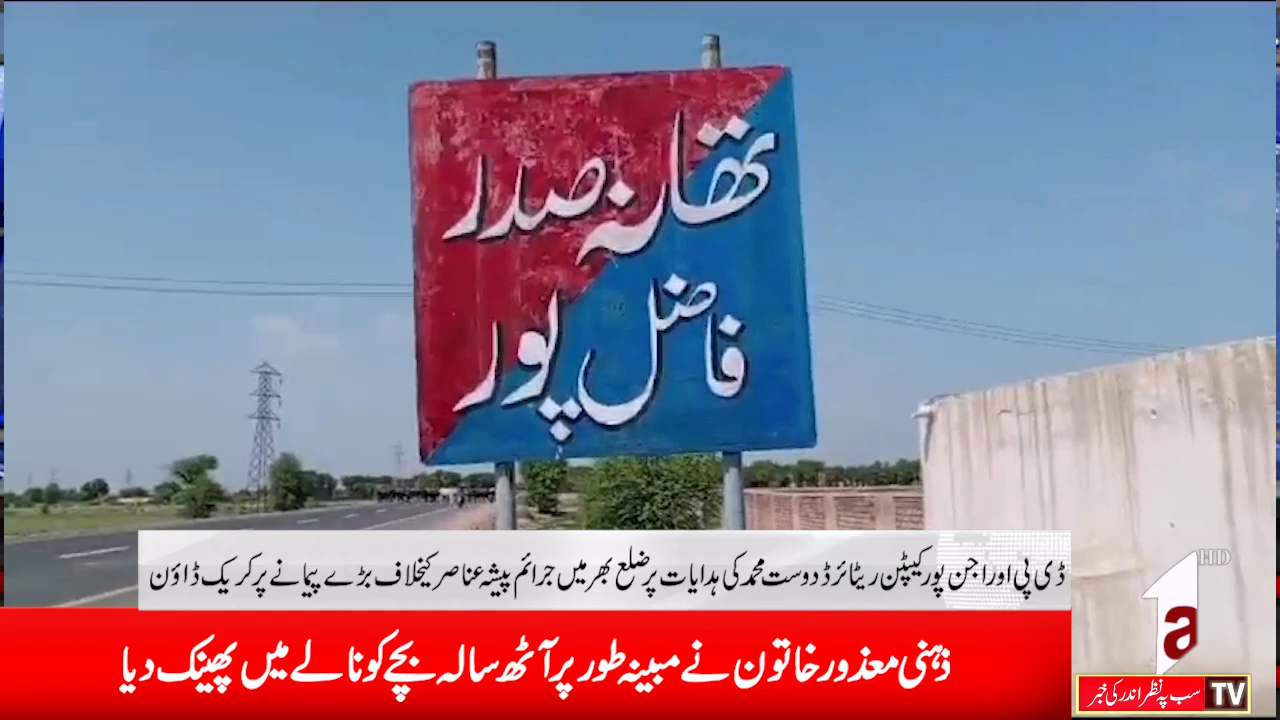 تھانہ صدر
فاضل پور
ڈی پی او راجن پور کیپٹن ریٹائرڈ دوست محمد کی ہدایات پر ضلع بھر میں جرائم پیشہ عناصر کیخلاف بڑے پیمانے پر کریک ڈاؤن
HD
1
a
ذہنی معذور خاتون نے مبینہ طور پر آٹھ سالہ بچے کو نالے میں پھینک دیا
سب پہ نظر اندر کی خبر
TV